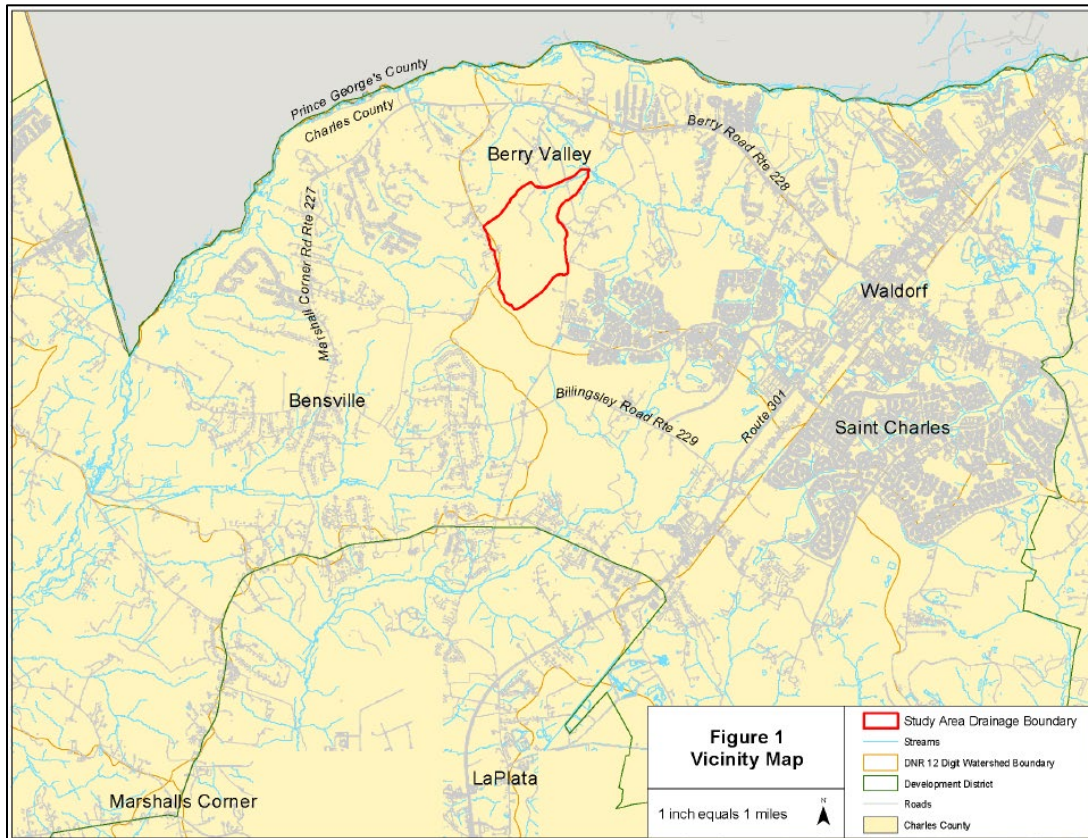 Prince George's County
Charles County
Berry Valley
Berry Road Rte 228
Marshall Corner Rd Rte 227
Waldorf
Bensville
Billingsley Road Rte 229
Route 301
Saint Charles
LaPlata
Marshalls Corner
Figure 1
Vicinity Map
1 inch equals 1 miles
N
Study Area Drainage Boundary
Streams
DNR 12 Digit Watershed Boundary
Development District
Roads
Charles County